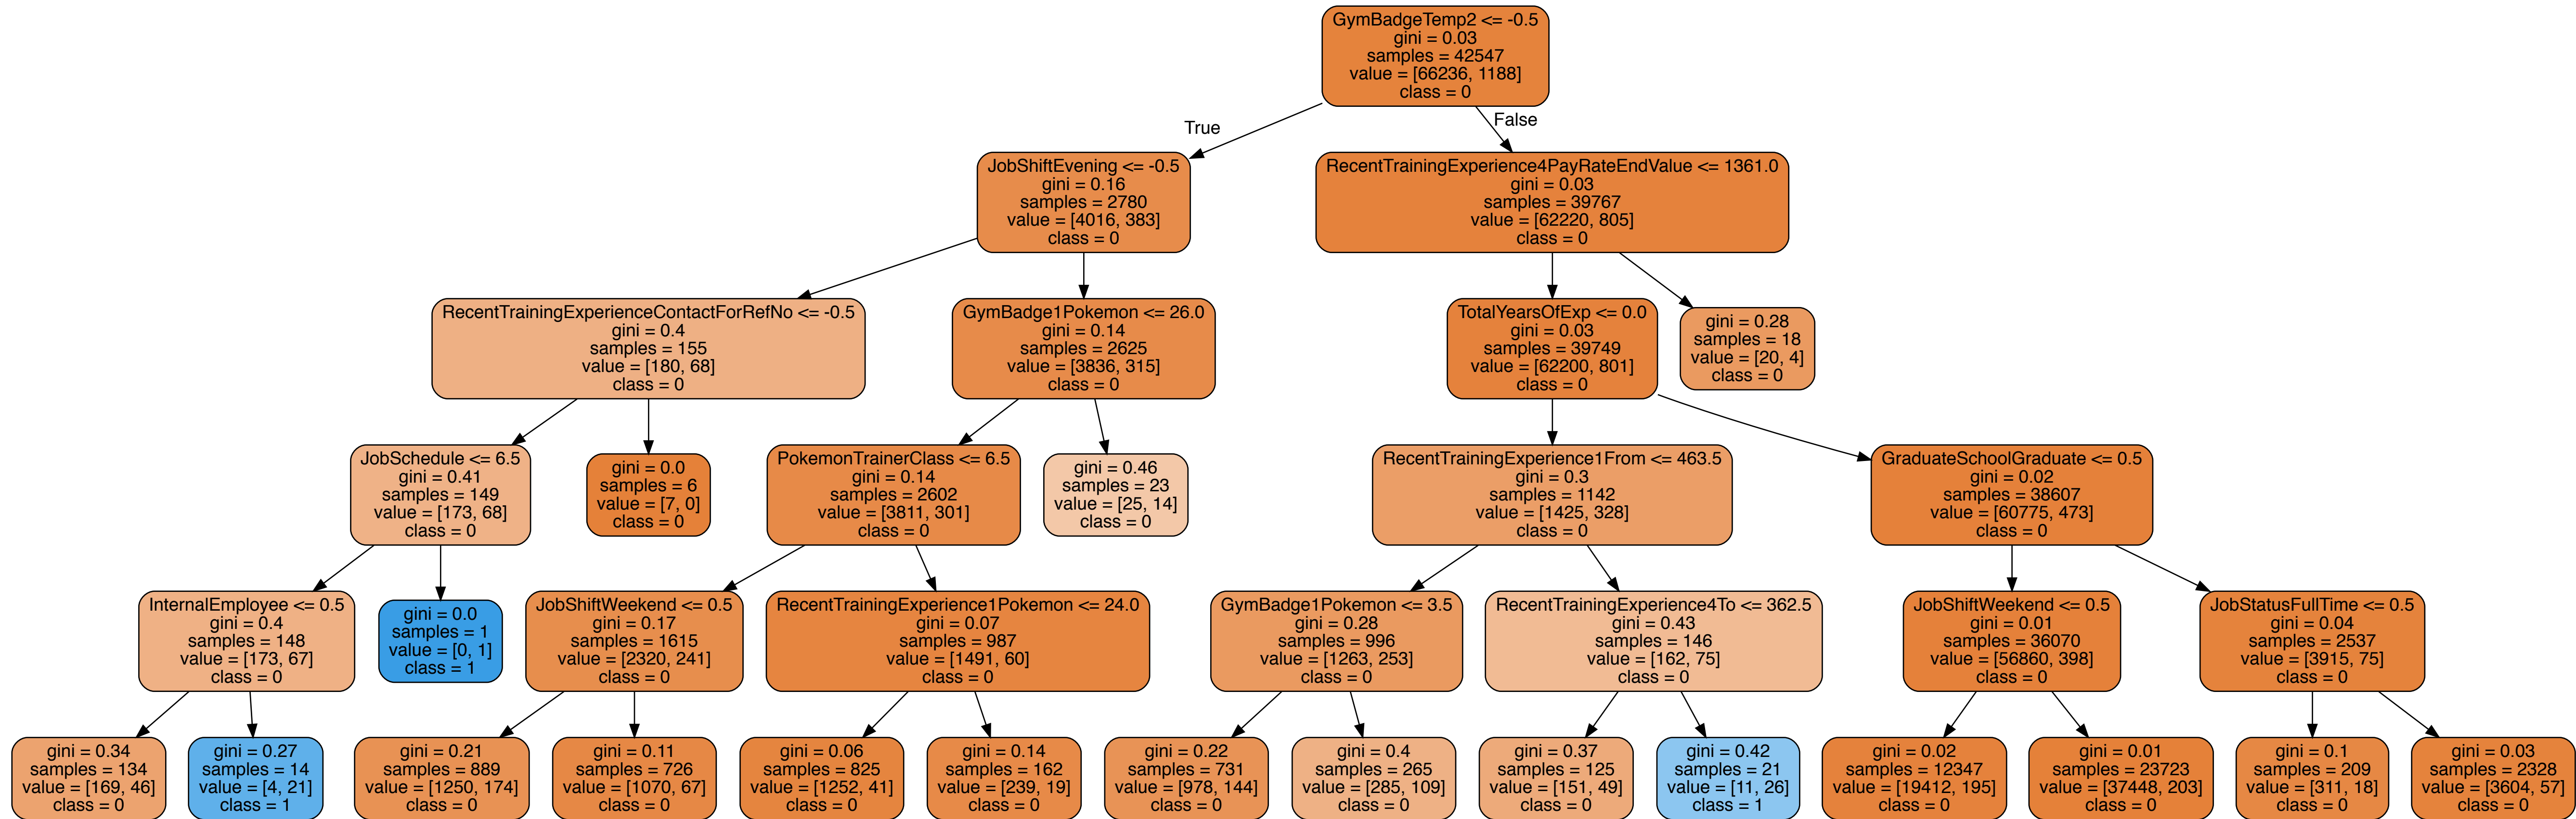 GymBadgeTemp2 <= -0.5
gini = 0.03
samples = 42547
value = [66236, 1188]
class = 0
True
False
JobShiftEvening <= -0.5
gini = 0.16
samples = 2780
value = [4016, 383]
class = 0
RecentTrainingExperience4PayRateEndValue <= 1361.0
gini = 0.03
samples = 39767
value = [62220, 805]
class = 0
RecentTrainingExperienceContactForRefNo <= -0.5
gini = 0.4
samples = 155
value = [180, 68]
class = 0
GymBadge1Pokemon <= 26.0
gini = 0.14
samples = 2625
value = [3836, 315]
class = 0
TotalYearsOfExp <= 0.0
gini = 0.03
samples = 39749
value = [62200, 801]
class = 0
gini = 0.28
samples = 18
value = [20, 4]
class = 0
JobSchedule <= 6.5
gini = 0.41
samples = 149
value = [173, 68]
class = 0
gini = 0.0
samples = 6
value = [7, 0]
class = 0
PokemonTrainerClass <= 6.5
gini = 0.14
samples = 2602
value = [3811, 301]
class = 0
gini = 0.46
samples = 23
value = [25, 14]
class = 0
RecentTrainingExperience1From <= 463.5
gini = 0.3
samples = 1142
value = [1425, 328]
class = 0
GraduateSchoolGraduate <= 0.5
gini = 0.02
samples = 38607
value = [60775, 473]
class = 0
InternalEmployee <= 0.5
gini = 0.4
samples = 148
value = [173, 67]
class = 0
gini = 0.0
samples = 1
value = [0, 1]
class = 1
JobShiftWeekend <= 0.5
gini = 0.17
samples = 1615
value = [2320, 241]
class = 0
RecentTrainingExperience1Pokemon <= 24.0
gini = 0.07
samples = 987
value = [1491, 60]
class = 0
GymBadge1Pokemon <= 3.5
gini = 0.28
samples = 996
value = [1263, 253]
class = 0
RecentTrainingExperience4To <= 362.5
gini = 0.43
samples = 146
value = [162, 75]
class = 0
JobShiftWeekend <= 0.5
gini = 0.01
samples = 36070
value = [56860, 398]
class = 0
JobStatusFullTime <= 0.5
gini = 0.04
samples = 2537
value = [3915, 75]
class = 0
gini = 0.34
samples = 134
value = [169, 46]
class = 0
gini = 0.27
samples = 14
value = [4, 21]
class = 1
gini = 0.21
samples = 889
value = [1250, 174]
class = 0
gini = 0.11
samples = 726
value = [1070, 67]
class = 0
gini = 0.06
samples = 825
value = [1252, 41]
class = 0
gini = 0.14
samples = 162
value = [239, 19]
class = 0
gini = 0.22
samples = 731
value = [978, 144]
class = 0
gini = 0.4
samples = 265
value = [285, 109]
class = 0
gini = 0.37
samples = 125
value = [151, 49]
class = 0
gini = 0.42
samples = 21
value = [11, 26]
class = 1
gini = 0.02
samples = 12347
value = [19412, 195]
class = 0
gini = 0.01
samples = 23723
value = [37448, 203]
class = 0
gini = 0.1
samples = 209
value = [311, 18]
class = 0
gini = 0.03
samples = 2328
value = [3604, 57]
class = 0